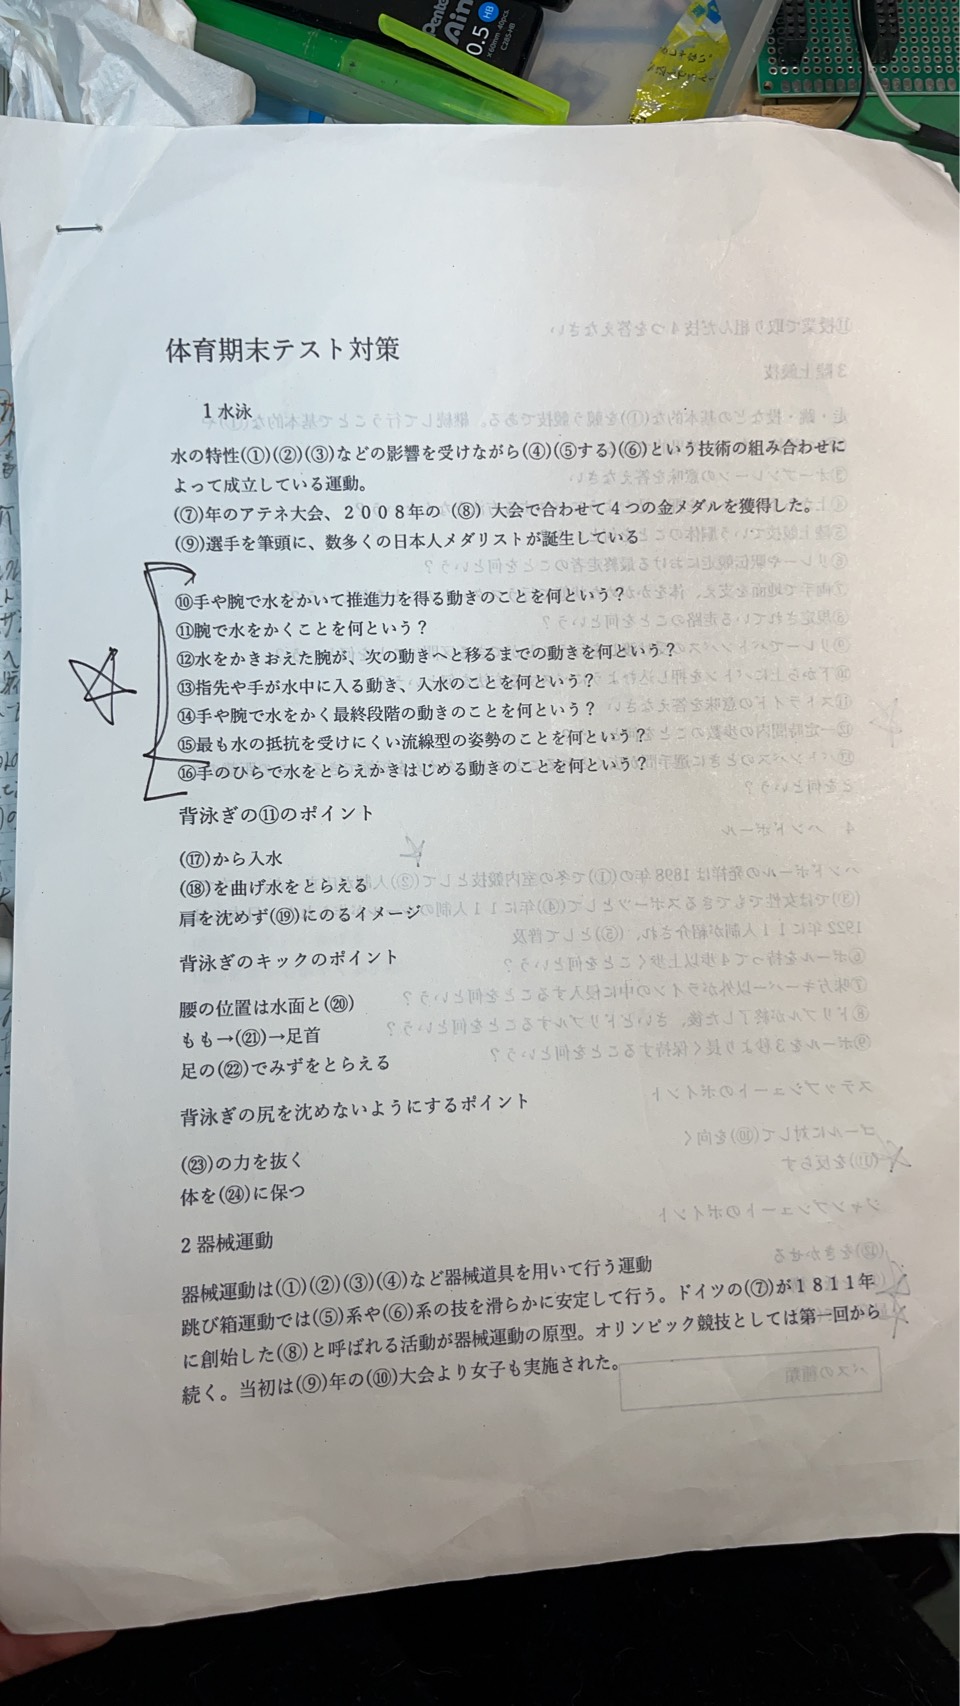 Pento
Ain
0.5 HB
体育期末テスト対策
1 水泳
水の特性(①)(②)(③)などの影響を受けながら(④)(⑤する)(⑥)という技術の組み合わせに
よって成立している運動。
(⑦)年のアテネ大会、２００８年の（⑧）大会で合わせて４つの金メダルを獲得した。
(⑨)選手を筆頭に、数多くの日本人メダリストが誕生している
⑩手や腕で水をかいて推進力を得る動きのことを何という？
⑪腕で水をかくことを何という？
⑫水をかきおえた腕が、次の動きへと移るまでの動きを何という？
⑬指先や手が水中に入る動き、入水のことを何という？
⑭手や腕で水をかく最終段階の動きのことを何という？
⑮最も水の抵抗を受けにくい流線型の姿勢のことを何という？
⑯手のひらで水をとらえかきはじめる動きのことを何という？
背泳ぎの⑪のポイント
(⑰)から入水
(⑱)を曲げ水をとらえる
肩を沈めず(⑲)にのるイメージ
背泳ぎのキックのポイント
腰の位置は水面と(⑳)
もも→(㉑)→足首
足の(㉒)でみずをとらえる
背泳ぎの尻を沈めないようにするポイント
(㉓)の力を抜く
体を(㉔)に保つ
2 器械運動
器械運動は(①)(②)(③)(④)など器械道具を用いて行う運動
跳び箱運動では(⑤)系や(⑥)系の技を滑らかに安定して行う。ドイツの(⑦)が１８１１年
に創始した(⑧)と呼ばれる活動が器械運動の原型。オリンピック競技としては第一回から
続く。当初は(⑨)年の(⑩)大会より女子も実施された。